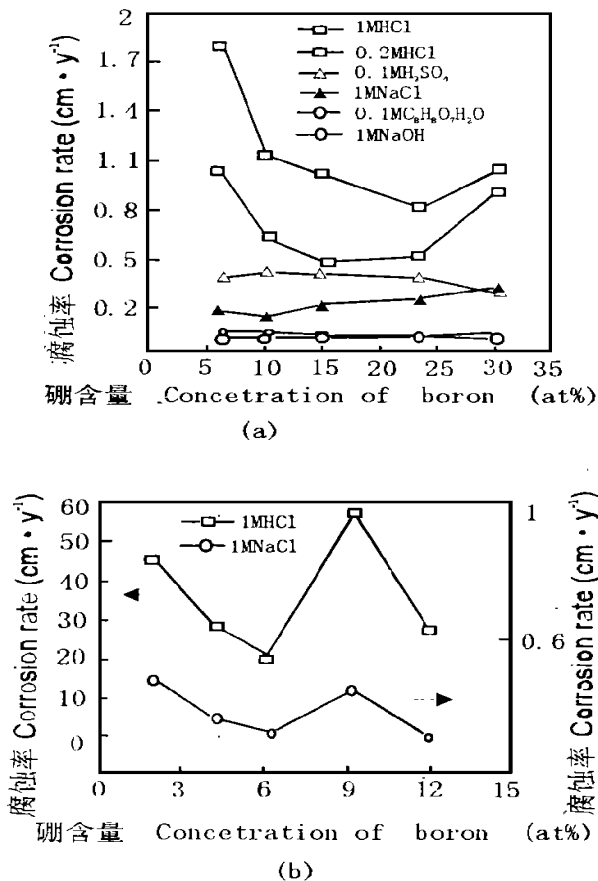 2
1.7
1.4
1.1
0.8
0.5
0.2
腐蚀率 Corrosion rate (cm·y⁻¹)
1MHCl
0.2MHCl
0.1MH₂SO₄
1MNaCl
0.1MC₆H₈O₇H₂O
1MNaOH
0 5 10 15 20 25 30 35
硼含量 Concetration of boron (at%)
(a)
60
50
40
30
20
10
0
腐蚀率 Corrosion rate (cm·y⁻¹)
1MHCl
1MNaCl
1
0.6
腐蚀率 Corrosion rate (cm·y⁻¹)
0 3 6 9 12 15
硼含量 Concetration of boron (at%)
(b)